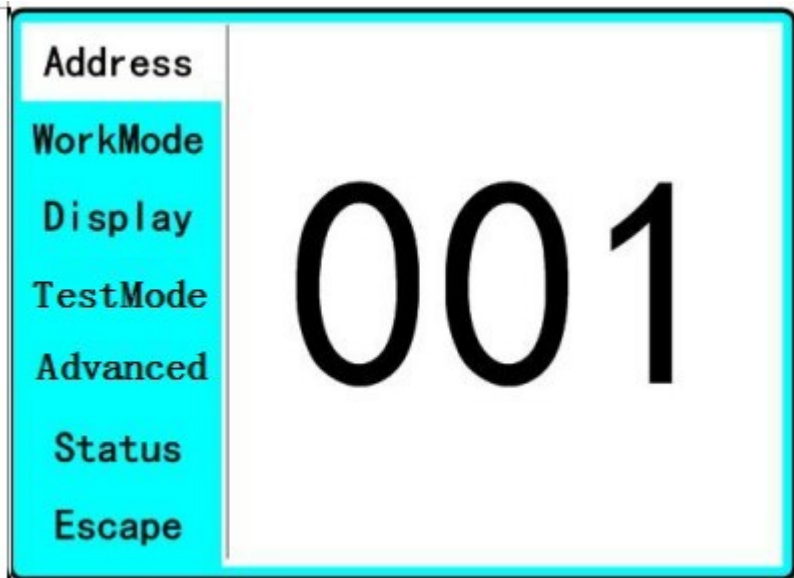 Address
WorkMode
Display
TestMode
Advanced
Status
Escape
001